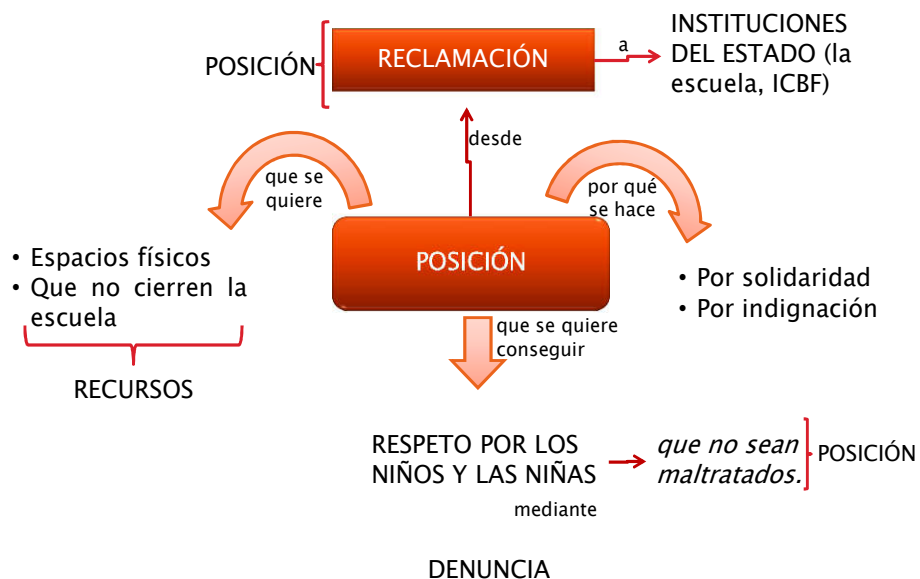 INSTITUCIONES
DEL ESTADO (la
escuela, ICBF)
a
RECLAMACIÓN
POSICIÓN
desde
que se
quiere
por qué
se hace
POSICIÓN
• Espacios físicos
• Que no cierren la
escuela
RECURSOS
• Por solidaridad
• Por indignación
que se quiere
conseguir
RESPETO POR LOS
NIÑOS Y LAS NIÑAS
que no sean
maltratados.
POSICIÓN
mediante
DENUNCIA